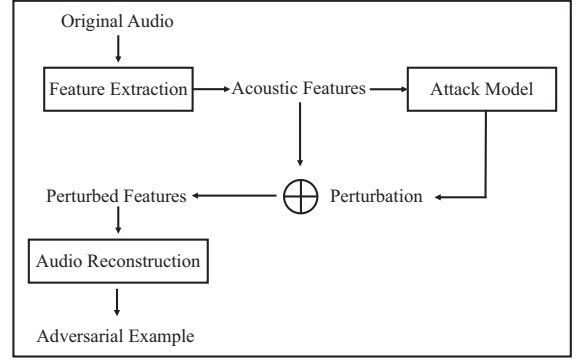 Original Audio
Feature Extraction
Acoustic Features
Attack Model
Perturbed Features
Perturbation
Audio Reconstruction
Adversarial Example